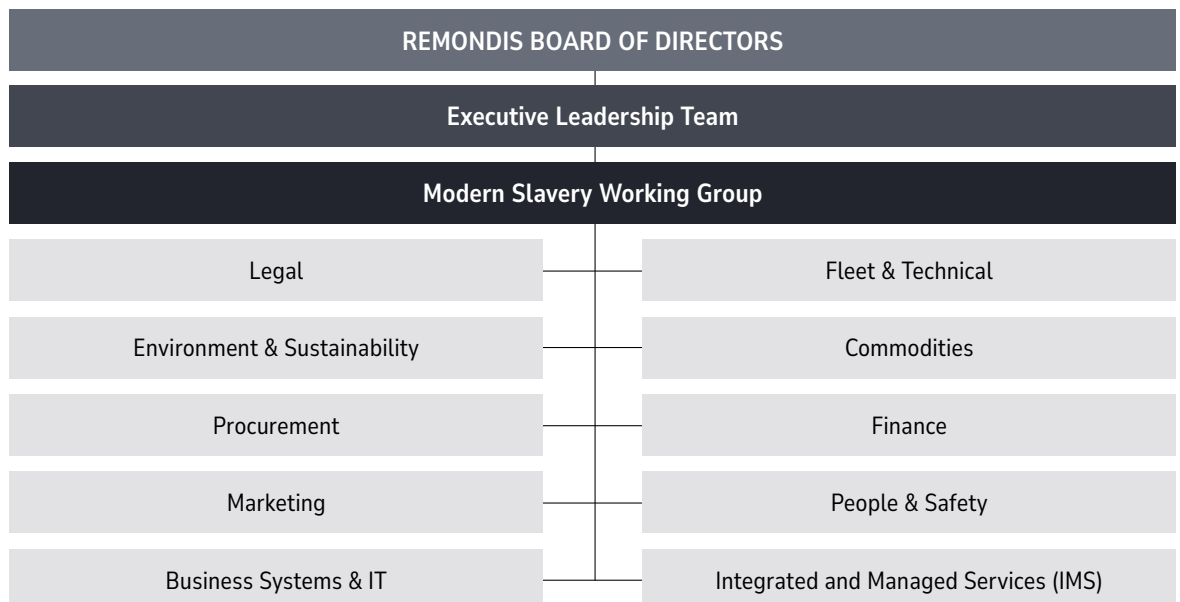 REMONDIS BOARD OF DIRECTORS
Executive Leadership Team
Modern Slavery Working Group
Legal
Fleet & Technical
Environment & Sustainability
Commodities
Procurement
Finance
Marketing
People & Safety
Business Systems & IT
Integrated and Managed Services (IMS)